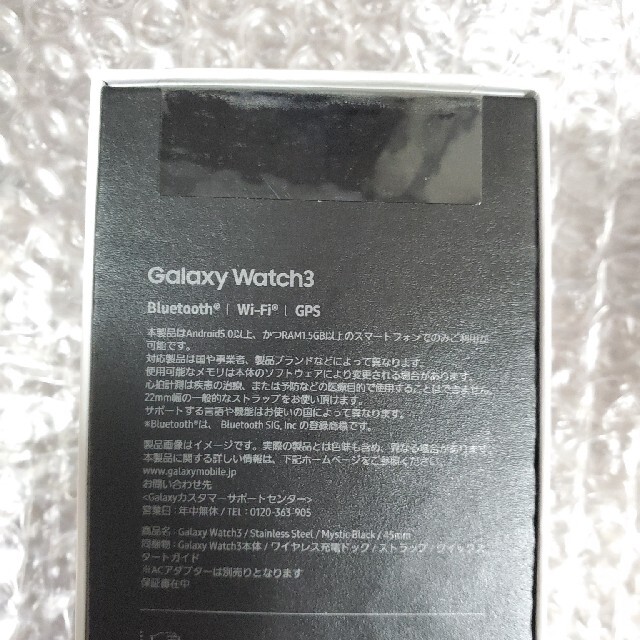 Galaxy Watch3
Bluetooth® | Wi-Fi® | GPS
本製品はAndroid5.0以上、かつRAM1.5GB以上のスマートフォンでのみご利用が
可能です。
対応製品は国や事業者、製品ブランドなどによって異なります。
使用可能なメモリは本体のソフトウェアにより変更される場合があります。
心拍計測は疾患の治療、または予防などの医療目的で使用することはできません。
22mm幅の一般的なストラップをお使い頂けます。
サポートする言語や機能はお使いの国によって異なります。
※Bluetooth®は、Bluetooth SIG, Inc の登録商標です。
製品画像はイメージです。実際の製品とは色味も含め、異なる場合があります。
本製品に関する詳しい情報は、下記ホームページをご参照ください。
www.galaxymobile.jp
お問い合わせ先
<Galaxyカスタマーサポートセンター>
営業日:年中無休 / TEL:0120-363-905
商品名:Galaxy Watch3 / Stainless Steel / Mystic Black / 45mm
同梱物:Galaxy Watch3本体 / ワイヤレス充電ドック / ストラップ / クイックス
タートガイド
※ACアダプターは別売りとなります
保証書在中